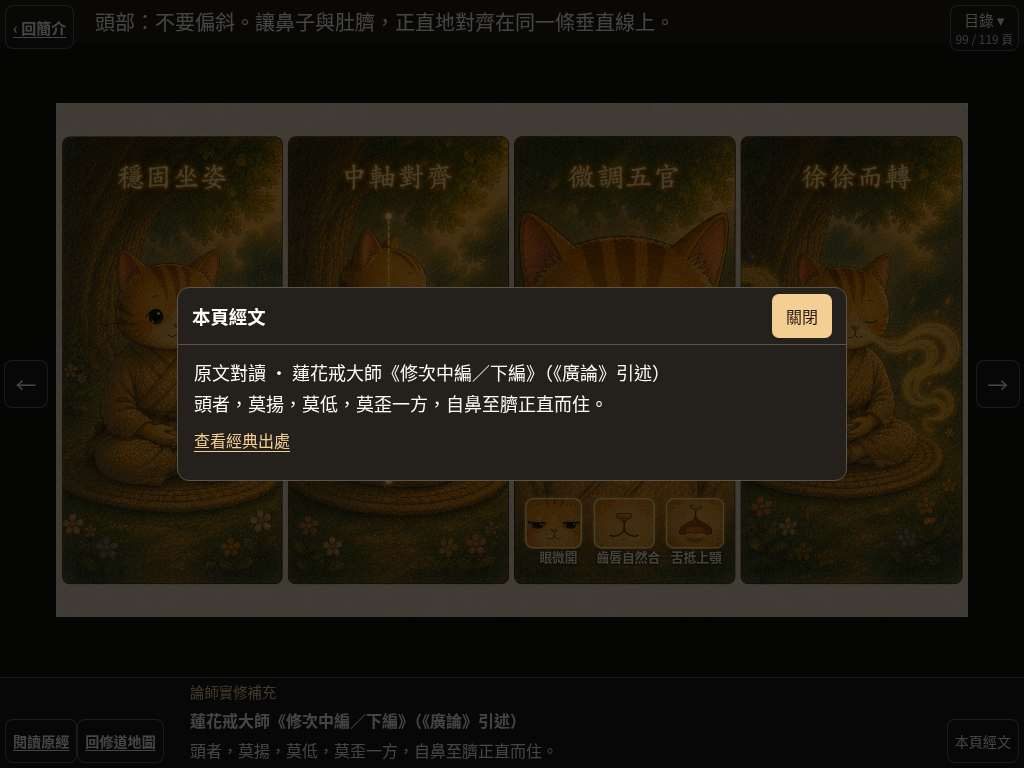 ‹ 回簡介
頭部：不要偏斜。讓鼻子與肚臍，正直地對齊在同一條垂直線上。
目錄 ▾
99 / 119 頁
穩固坐姿
中軸對齊
微調五官
徐徐而轉
本頁經文
關閉
原文對讀 ・ 蓮花戒大師《修次中編／下編》（《廣論》引述）
頭者，莫揚，莫低，莫歪一方，自鼻至臍正直而住。
查看經典出處
←
→
眼微開
齒唇自然合
舌抵上顎
論師實修補充
蓮花戒大師《修次中編／下編》（《廣論》引述）
頭者，莫揚，莫低，莫歪一方，自鼻至臍正直而住。
閱讀原經
回修道地圖
本頁經文